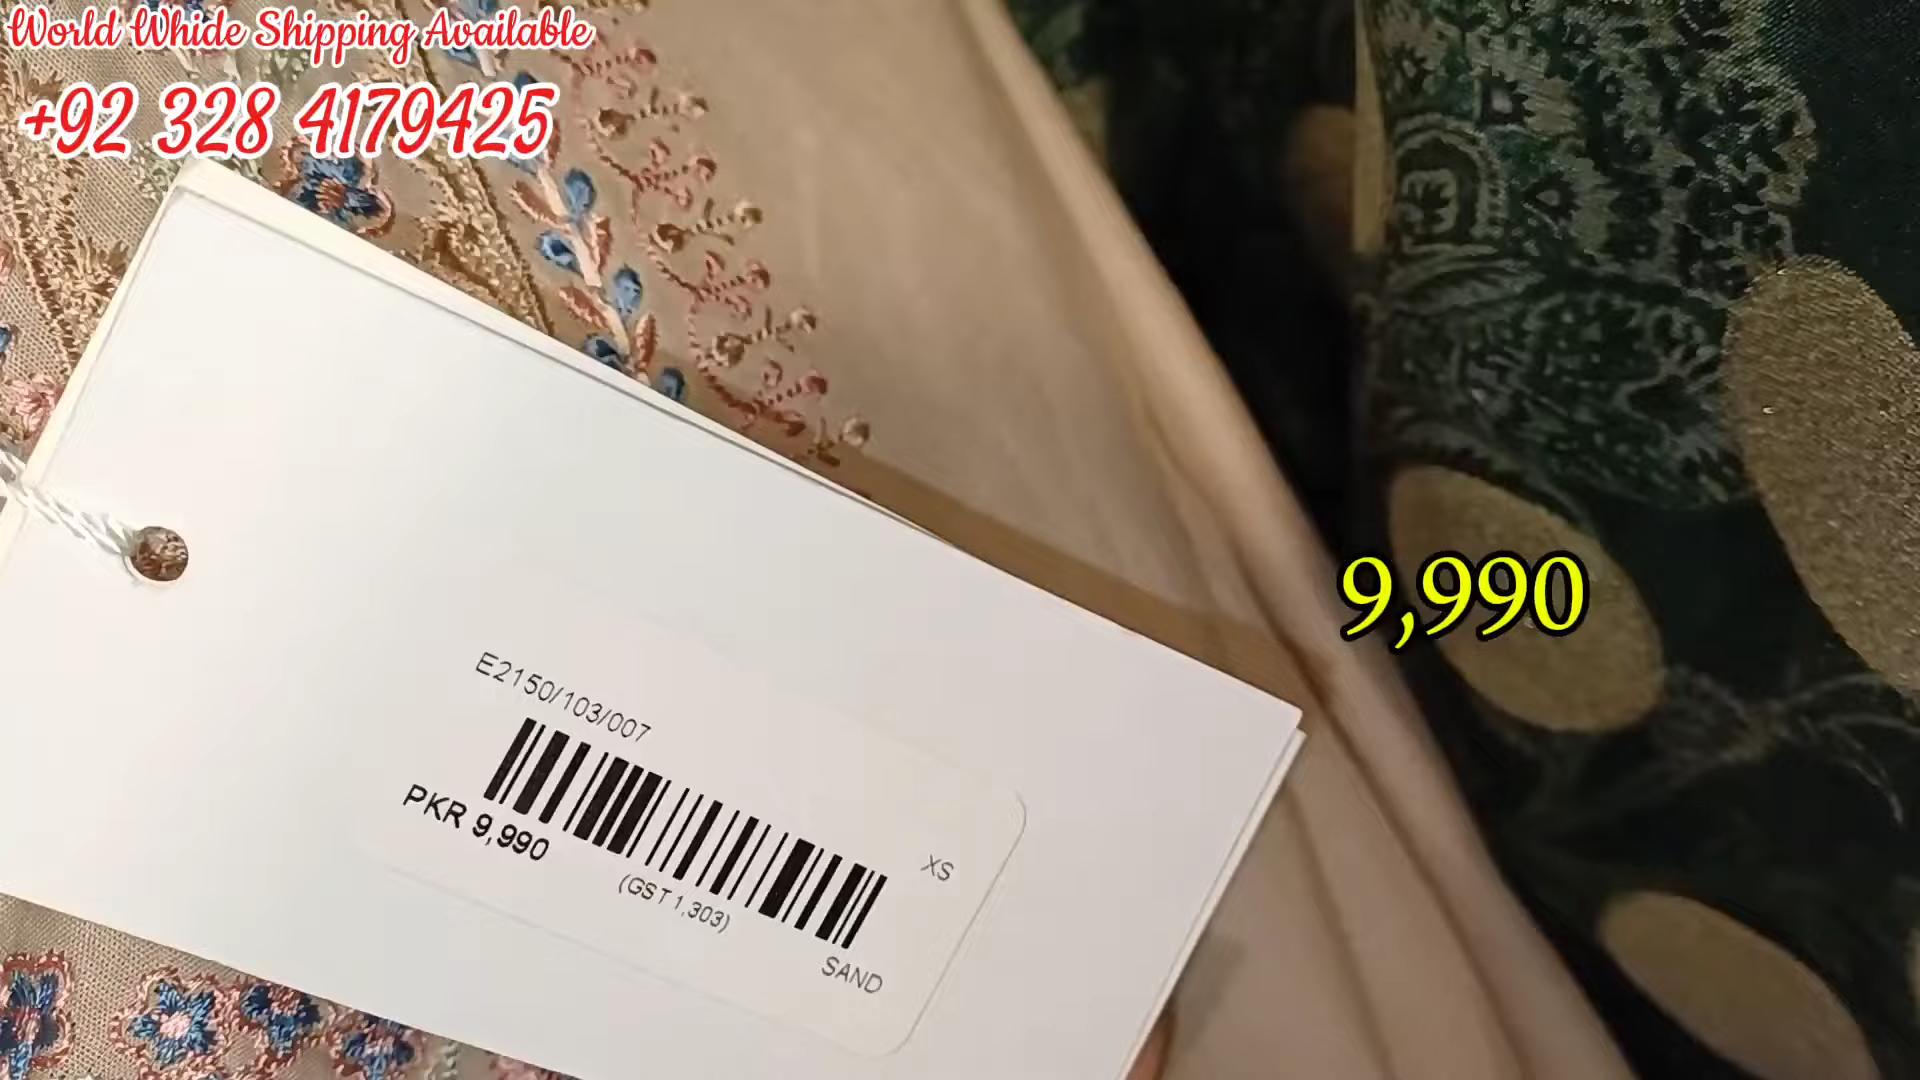 World Whide Shipping Available
+92 328 4179425
9,990
E2150/103/007
PKR 9,990
XS
(GST 1,303)
SAND